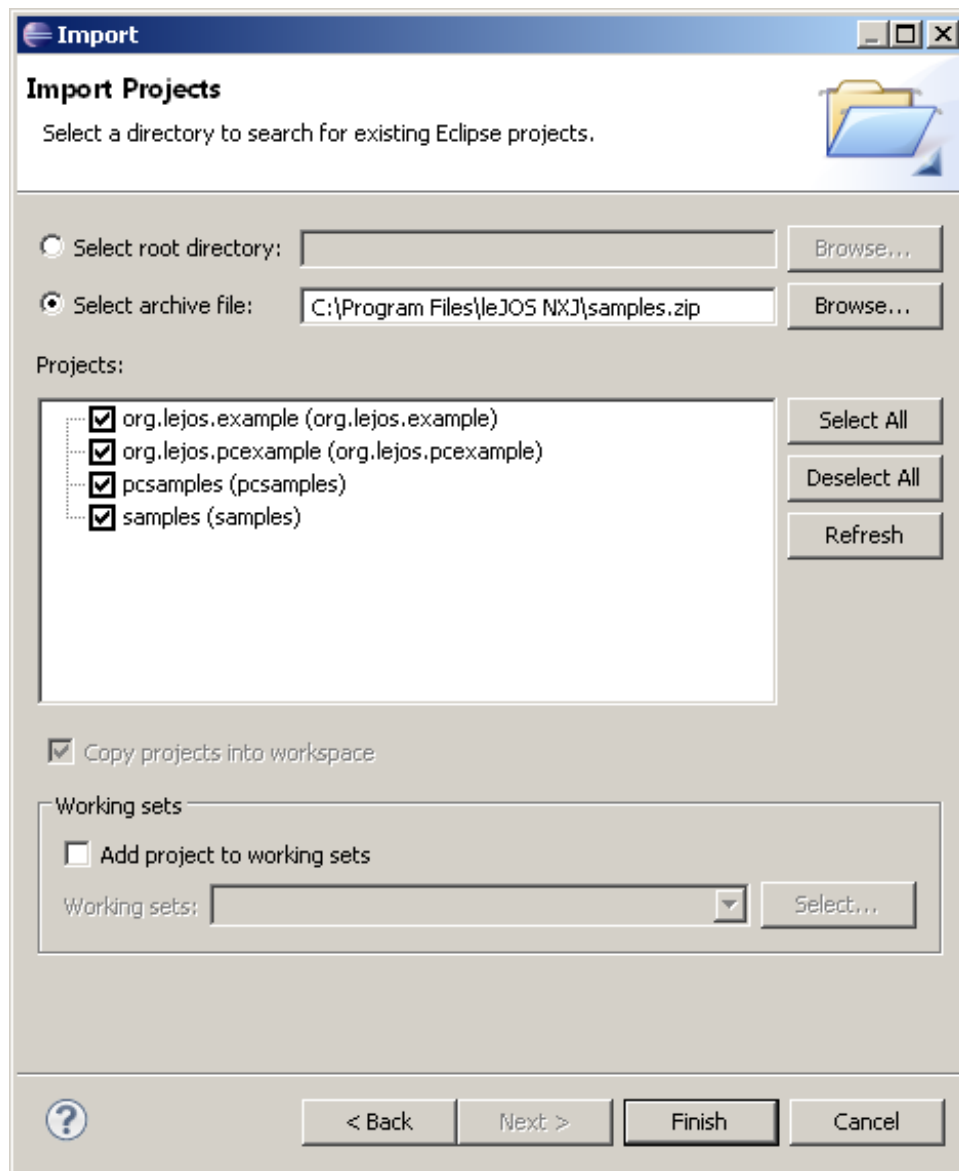 Import
Import Projects
Select a directory to search for existing Eclipse projects.
Select root directory: Browse...
Select archive file: C:\Program Files\leJOS NXJ\samples.zip Browse...
Projects:
org.lejos.example (org.lejos.example) Select All
org.lejos.pcexample (org.lejos.pcexample)
pcsamples (pcsamples) Deselect All
samples (samples)
Refresh
Copy projects into workspace
Working sets
Add project to working sets
Working sets: Select...
? < Back Next > Finish Cancel